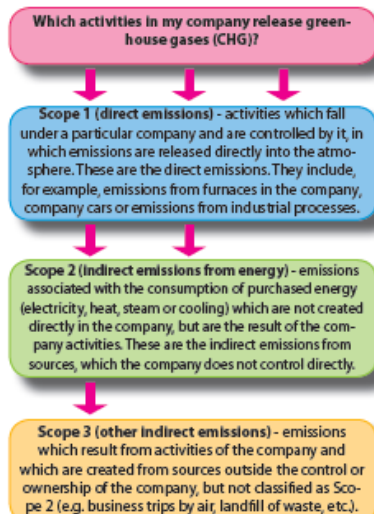 Which activities in my company release green-
house gases (CHG)?
Scope 1 (direct emissions) - activities which fall
under a particular company and are controlled by it, in
which emissions are released directly into the atmo-
sphere. These are the direct emissions. They include,
for example, emissions from furnaces in the company,
company cars or emissions from industrial processes.
Scope 2 (indirect emissions from energy) - emissions
associated with the consumption of purchased energy
(electricity, heat, steam or cooling) which are not created
directly in the company, but are the result of the com-
pany activities. These are the indirect emissions from
sources, which the company does not control directly.
Scope 3 (other indirect emissions) - emissions
which result from activities of the company and
which are created from sources outside the control or
ownership of the company, but not classified as Sco-
pe 2 (e.g. business trips by air, landfill of waste, etc.).